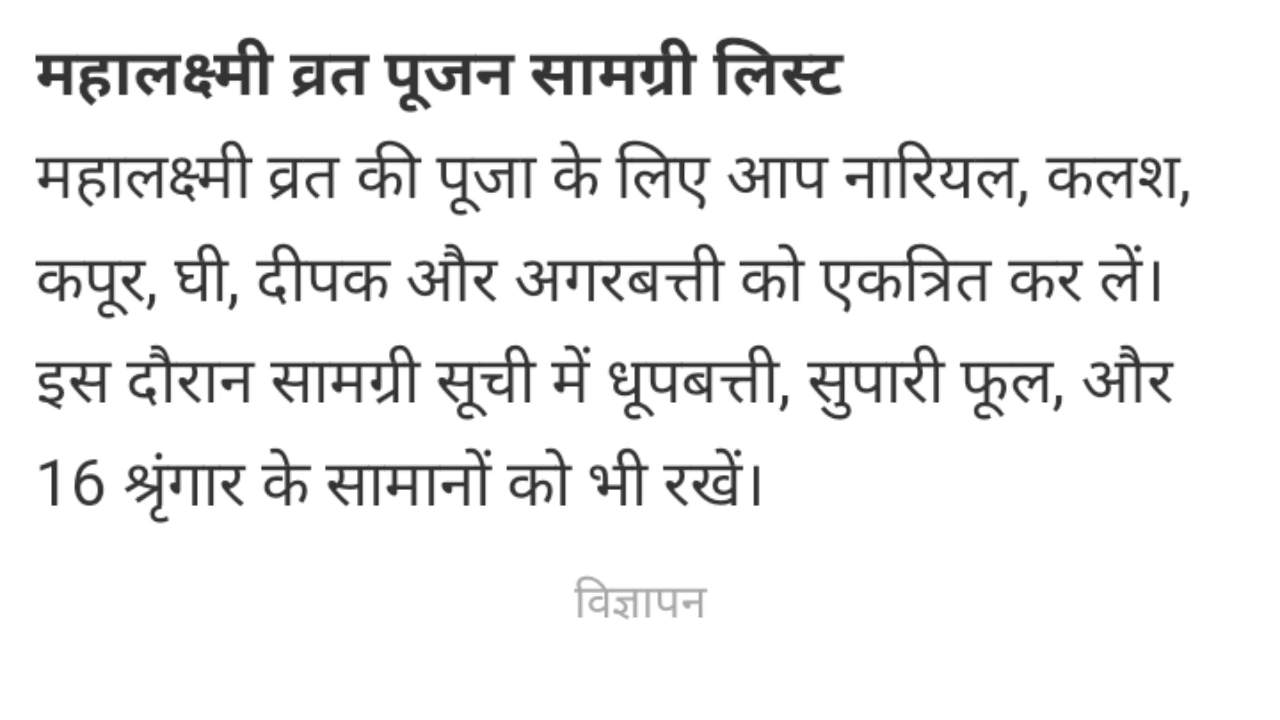 महालक्ष्मी व्रत पूजन सामग्री लिस्ट
महालक्ष्मी व्रत की पूजा के लिए आप नारियल, कलश,
कपूर, घी, दीपक और अगरबत्ती को एकत्रित कर लें।
इस दौरान सामग्री सूची में धूपबत्ती, सुपारी फूल, और
16 श्रृंगार के सामानों को भी रखें।
विज्ञापन